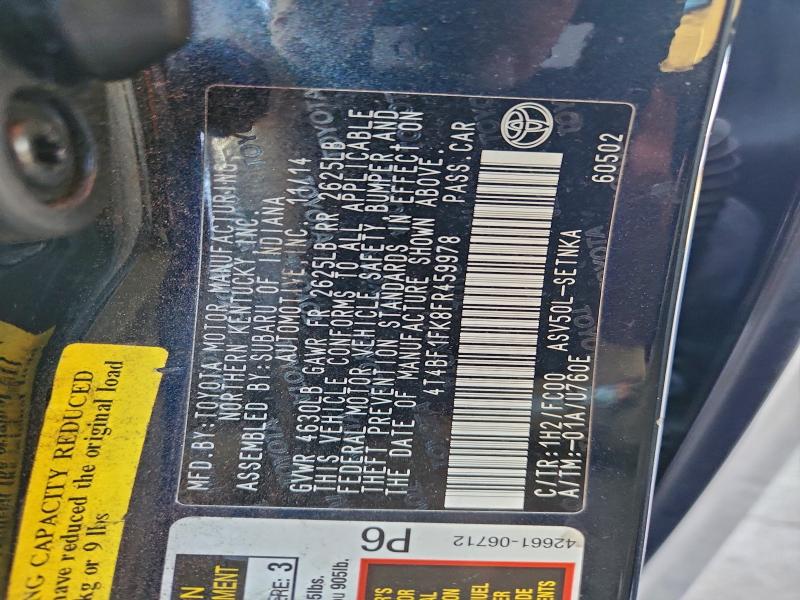 MFD.BY:TOYOTA MOTOR MANUFACTURING,
NORTHERN KENTUCKY, INC.
ASSEMBLED BY:SUBARU OF INDIANA
AUTOMOTIVE, INC. 11/14
GVWR 4630LB GAWR FR 2625LB RR 2625LB
THIS VEHICLE CONFORMS TO ALL APPLICABLE
FEDERAL MOTOR VEHICLE SAFETY, BUMPER, AND
THEFT PREVENTION STANDARDS IN EFFECT ON
THE DATE OF MANUFACTURE SHOWN ABOVE.
4T4BF1FK8FR459978 PASS.CAR
C/TR:1H2/FC00 ASV50L-SETNKA
A/TM:-01A/U760E 60502
CAPACITY REDUCED
have reduced the original load
kg or 9 lbs
P6
42661-06712
3
905lb.